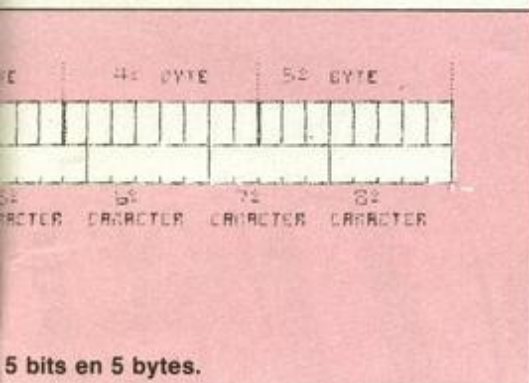 4º BYTE 5º BYTE
6º 7º 8º
CARACTER CARACTER CARACTER
5 bits en 5 bytes.